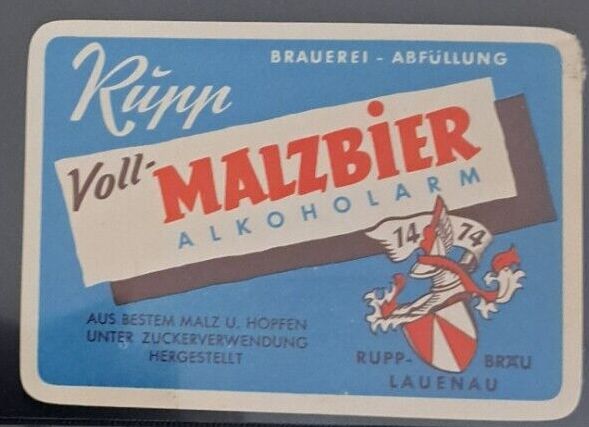 Rupp
BRAUEREI - ABFÜLLUNG
Voll-MALZBIER
ALKOHOLARM
14 74
AUS BESTEM MALZ U. HOPFEN
UNTER ZUCKERVERWENDUNG
HERGESTELLT
RUPP- BRÄU
LAUENAU